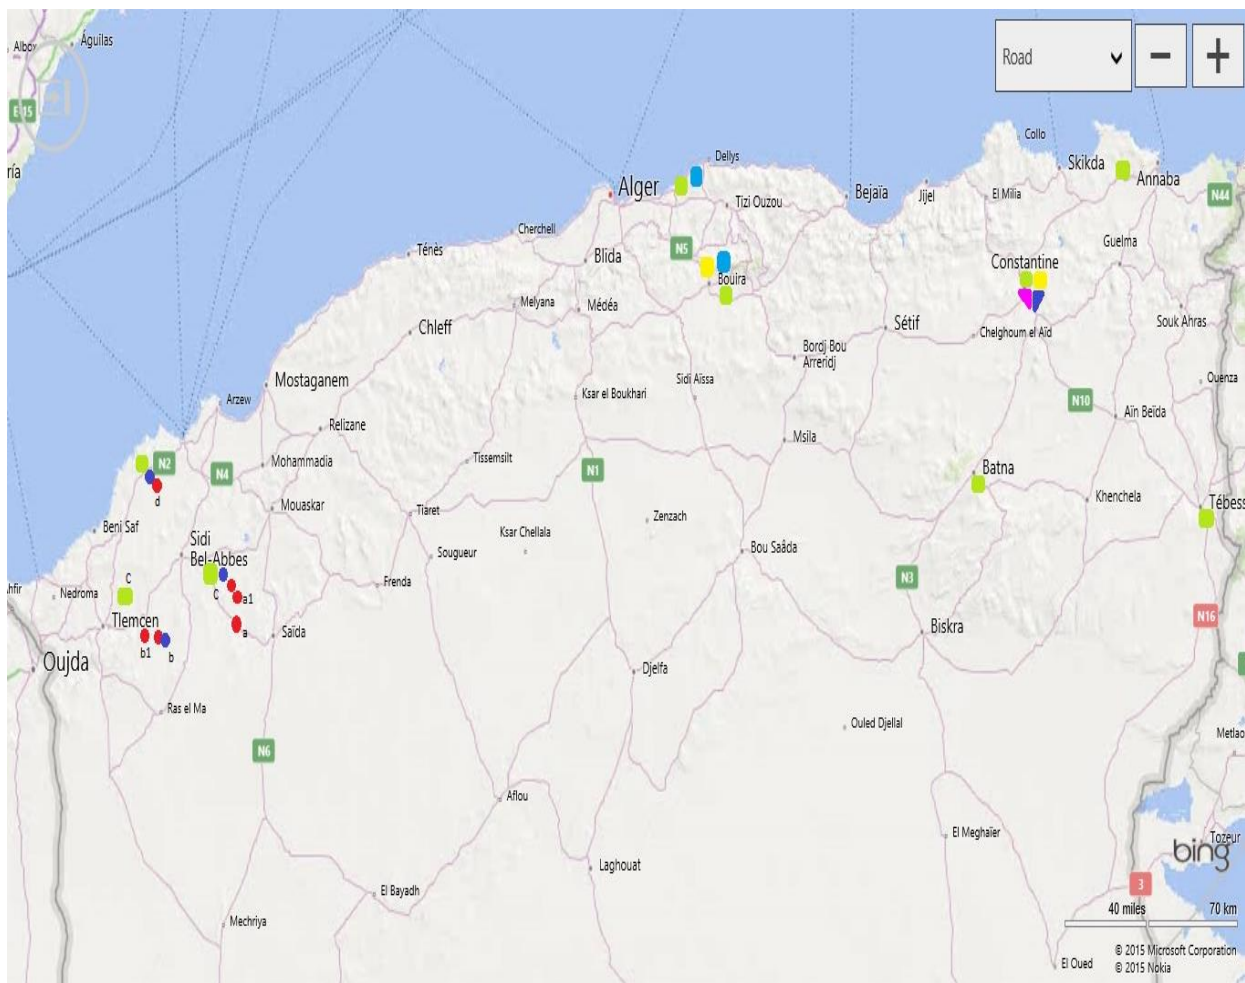 Albox
Águilas
E-15
ría
Road
−
+
Collo
Skikda
Annaba
N44
Dellys
Alger
Tizi Ouzou
Bejaïa
Jijel
El Milia
Cherchell
Guelma
Ténès
Blida
N5
Bouira
Constantine
Melyana
Médéa
Souk Ahras
Chleff
Sétif
Chelghoum el Aïd
Bordj Bou
Arreridj
Mostaganem
Sidi Aïssa
Ouenza
Arzew
Ksar el Boukhari
N10
Aïn Beïda
Relizane
Msila
N2
Mohammadia
Tissemsilt
N4
N1
Batna
d
Mouaskar
Khenchela
Tébess
Tiaret
Zenzach
Beni Saf
Sidi
Bel-Abbes
Ksar Chellala
Sougueur
Bou Saâda
C
Frenda
N3
hfir
Nedroma
C
a1
Tlemcen
a
Saïda
Biskra
N16
b1
b
Oujda
Djelfa
Ras el Ma
Ouled Djellal
Metlao
N6
Aflou
El Meghaïer
Tozeur
bing
Laghouat
El Bayadh
3
40 miles
70 km
Mechriya
© 2015 Microsoft Corporation
El Oued
© 2015 Nokia